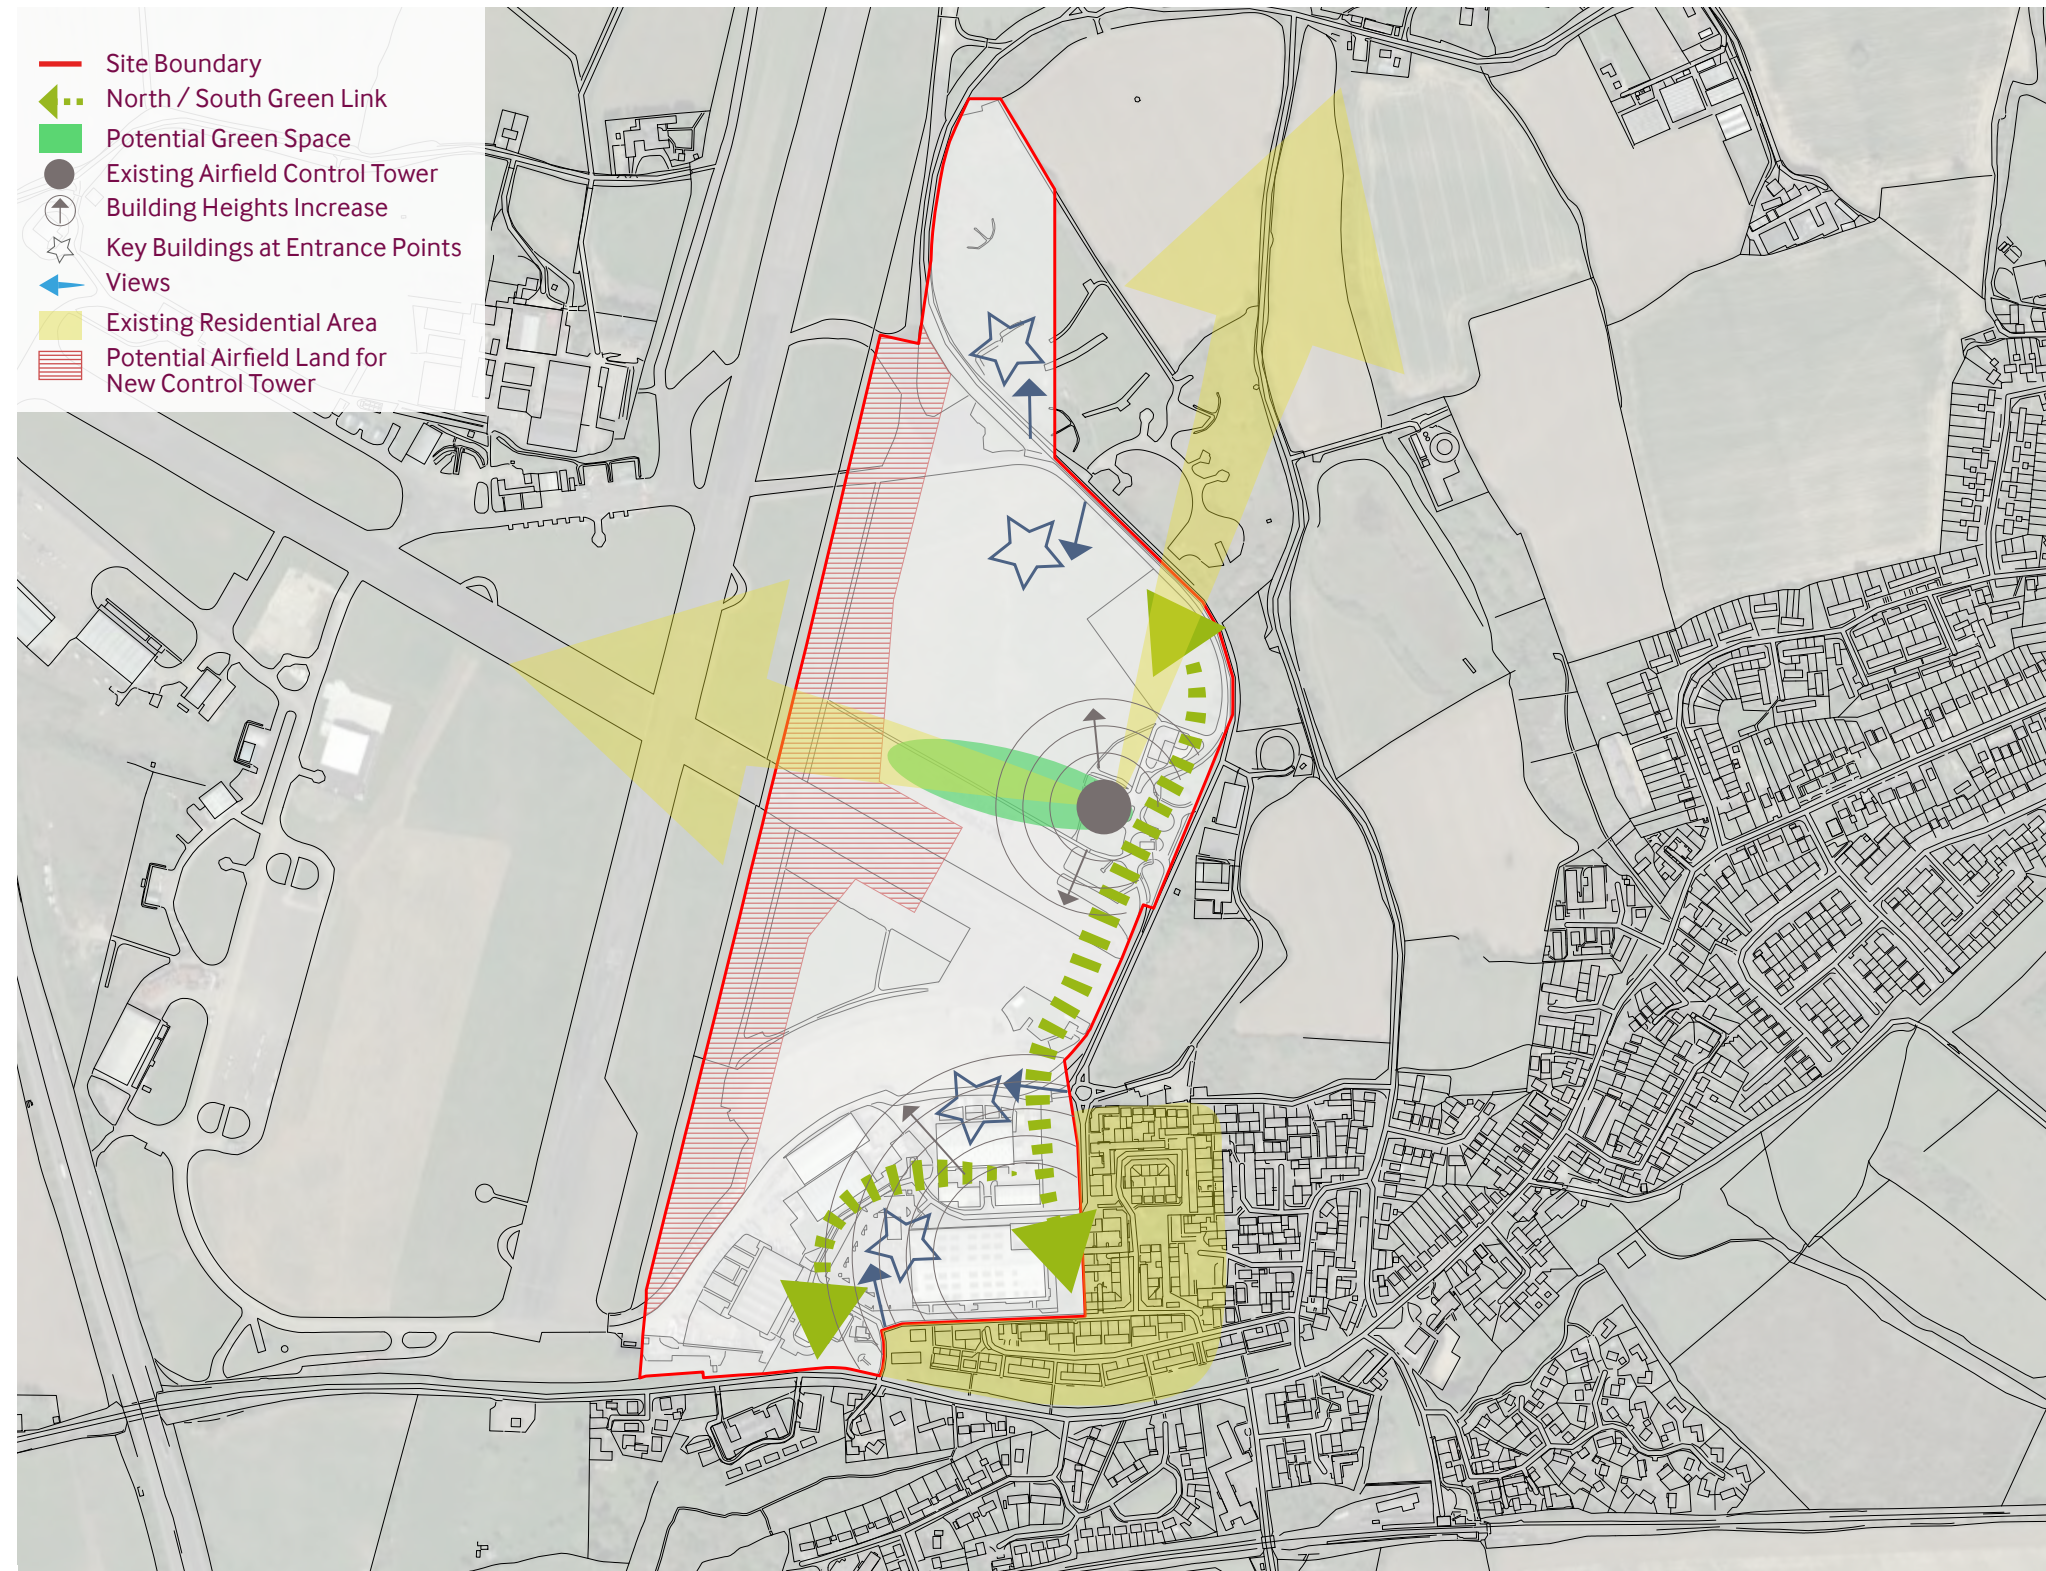 Site Boundary
North / South Green Link
Potential Green Space
Existing Airfield Control Tower
Building Heights Increase
Key Buildings at Entrance Points
Views
Existing Residential Area
Potential Airfield Land for
New Control Tower